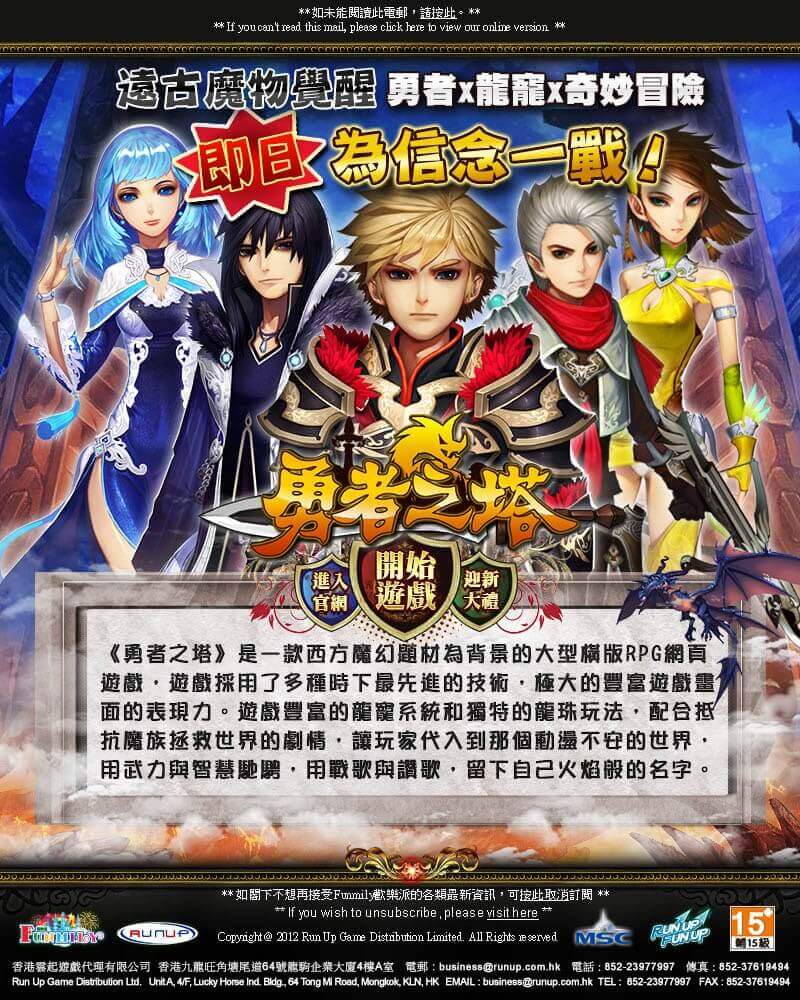 **如未能閱讀此電郵，請按此。**
** If you can't read this mail, please click here to view our online version. **
遠古魔物覺醒 勇者x龍寵x奇妙冒險
即日 為信念一戰！
勇者之塔
進入官網
開始遊戲
迎新大禮
《勇者之塔》是一款西方魔幻題材為背景的大型橫版RPG網頁
遊戲，遊戲採用了多種時下最先進的技術，極大的豐富遊戲畫
面的表現力。遊戲豐富的龍寵系統和獨特的龍珠玩法，配合抵
抗魔族拯救世界的劇情，讓玩家代入到那個動盪不安的世界，
用武力與智慧馳騁，用戰歌與讚歌，留下自己火焰般的名字。
** 如閣下不想再接受Funmily歡樂派的各類最新資訊，可按此取消訂閱 **
** If you wish to unsubscribe , please visit here **
FUNMILY
RUNUP
Copyright@ 2012 Run Up Game Distribution Limited. All Rights reserved
MSC
RUN UP! FUN UP!
15+
輔15級
香港雲起遊戲代理有限公司 香港九龍旺角塘尾道64號龍駒企業大廈4樓A室 電郵：business@runup.com.hk 電話：852-23977997 傳真：852-37619494
Run Up Game Distribution Ltd. Unit A, 4/F, Lucky Horse Ind. Bldg., 64 Tong Mi Road, Mongkok, KLN, HK EMAIL : business@runup.com.hk TEL : 852-23977997 FAX : 852-37619494